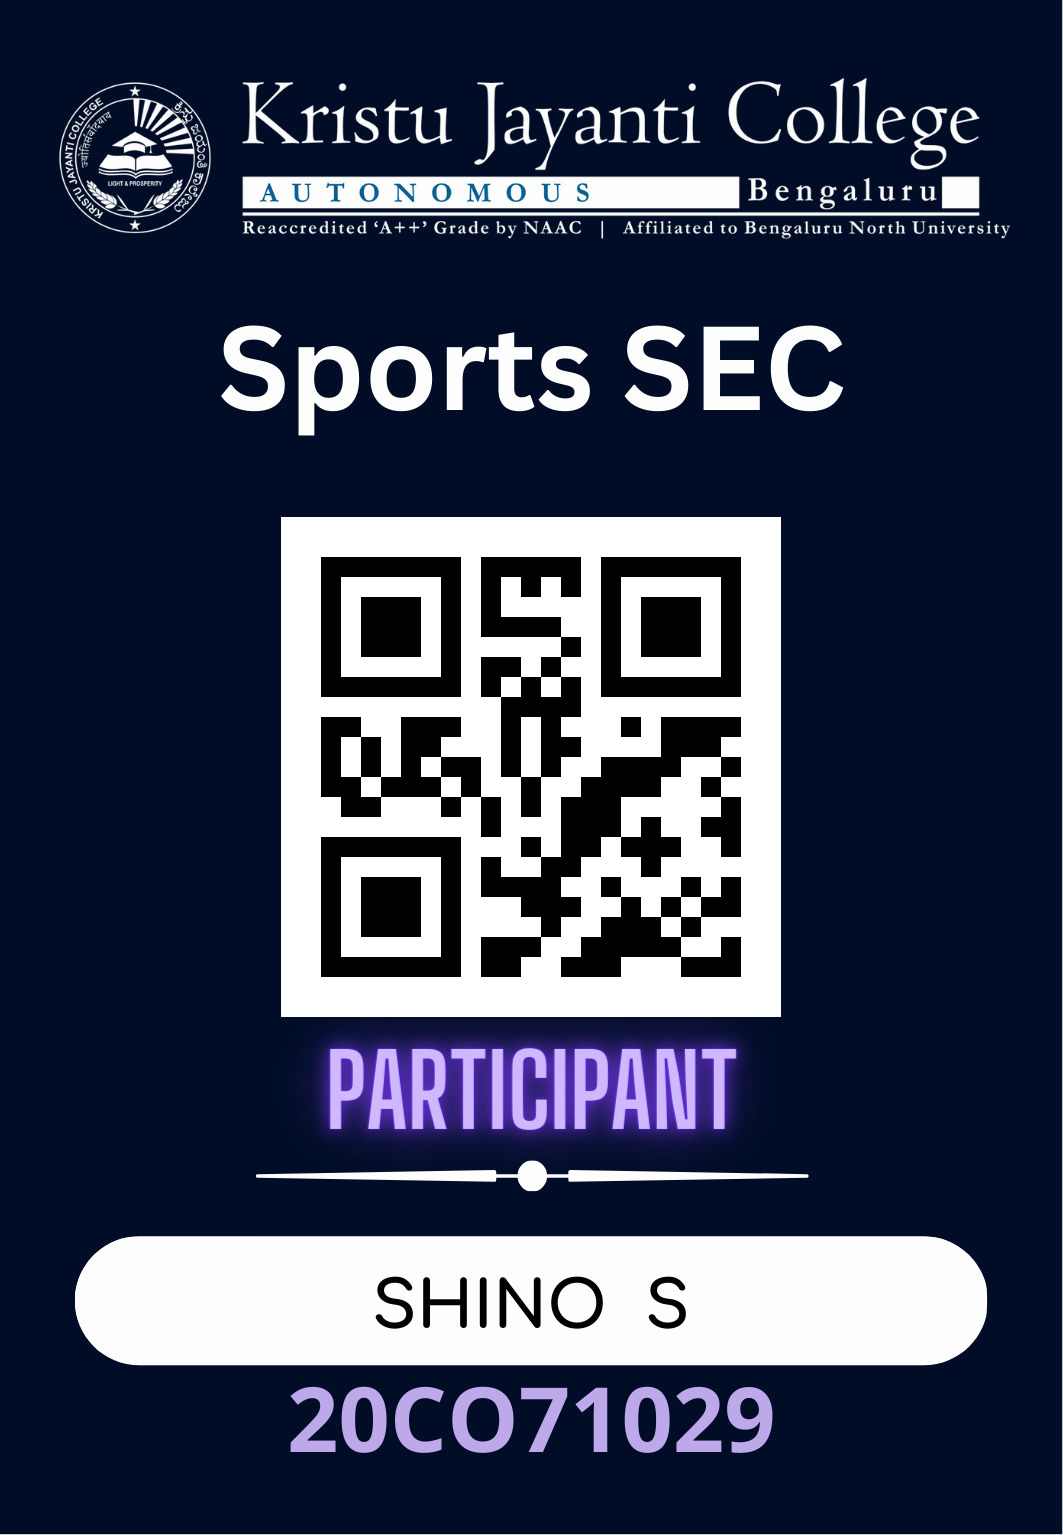 Kristu Jayanti College
AUTONOMOUS Bengaluru
Reaccredited ‘A++’ Grade by NAAC | Affiliated to Bengaluru North University
KRISTU JAYANTI COLLEGE
LIGHT & PROSPERITY
Sports SEC
PARTICIPANT
SHINO S
20CO71029